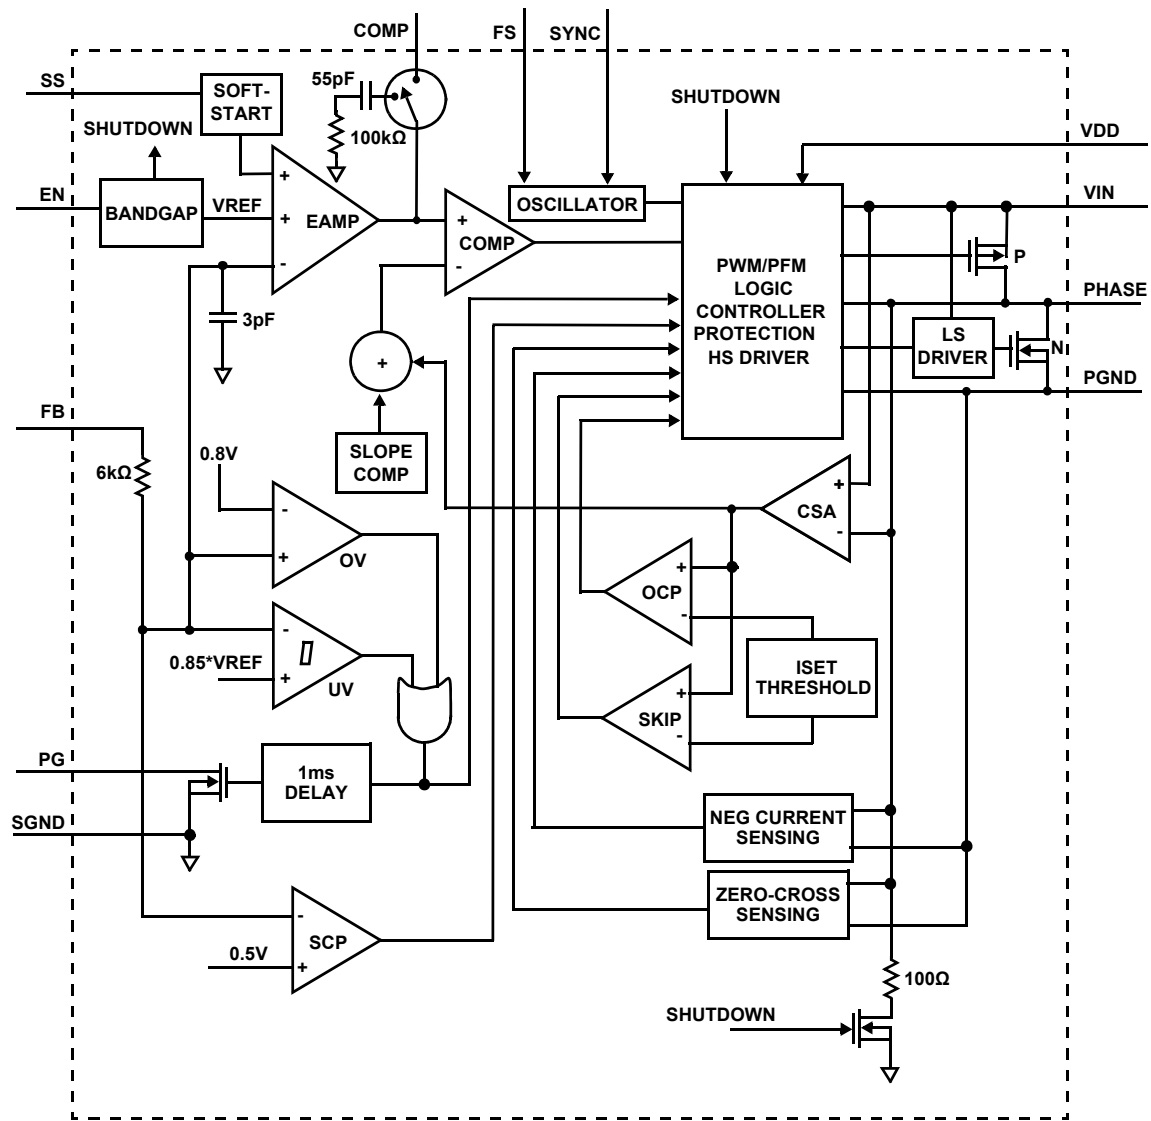 COMP
FS
SYNC
SS
SOFT-
START
55pF
100kΩ
SHUTDOWN
SHUTDOWN
VDD
EN
BANDGAP
VREF
+
+
-
EAMP
+
-
COMP
OSCILLATOR
VIN
P
PWM/PFM
LOGIC
CONTROLLER
PROTECTION
HS DRIVER
PHASE
3pF
LS
DRIVER
N
+
PGND
FB
SLOPE
COMP
0.8V
6kΩ
-
+
OV
+
-
CSA
+
-
OCP
-
+
UV
0.85*VREF
ISET
THRESHOLD
+
-
SKIP
PG
1ms
DELAY
SGND
NEG CURRENT
SENSING
ZERO-CROSS
SENSING
-
+
SCP
0.5V
100Ω
SHUTDOWN